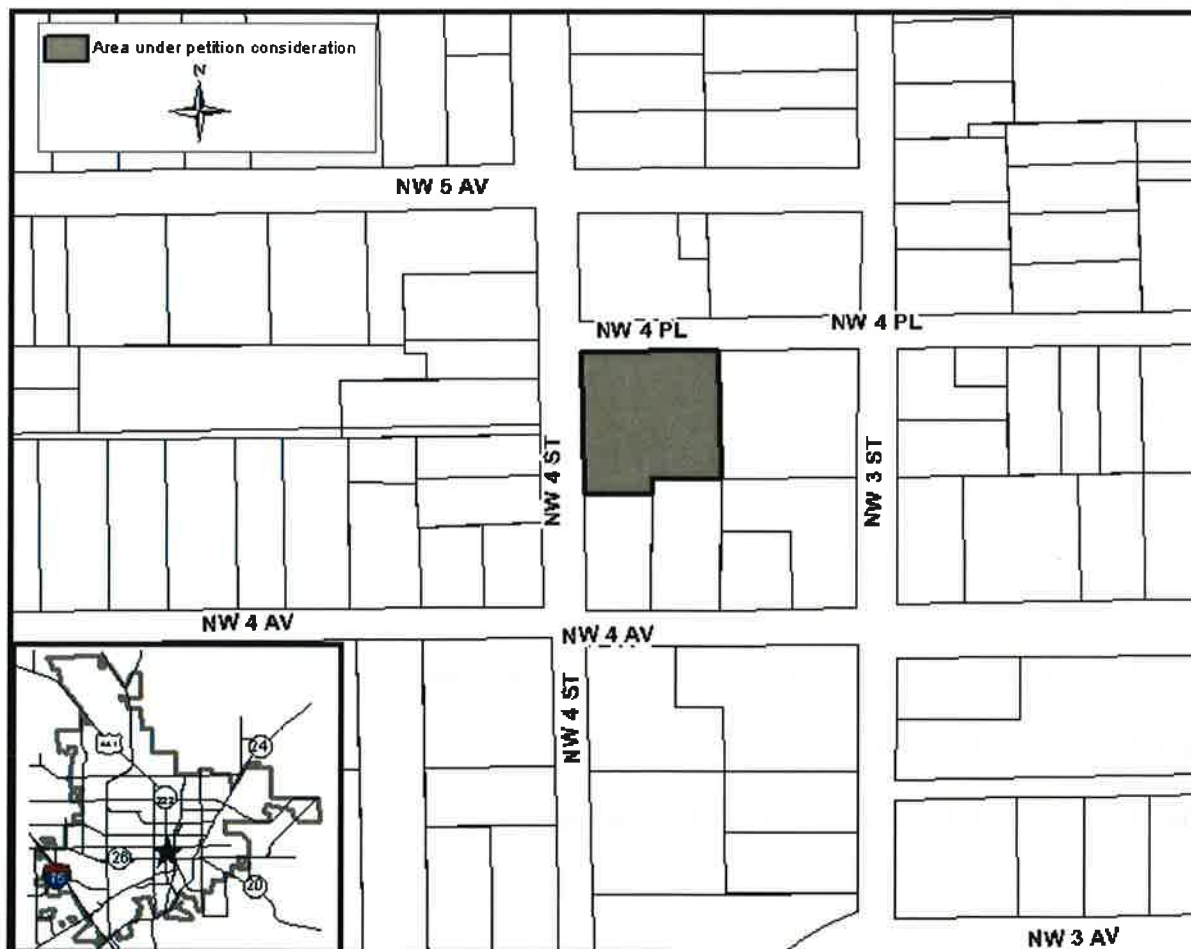 Area under petition consideration
N
NW 5 AV
NW 4 PL
NW 4 PL
NW 4 ST
NW 3 ST
NW 4 AV
NW 4 AV
NW 4 ST
441
24
222
26
20
NW 3 AV